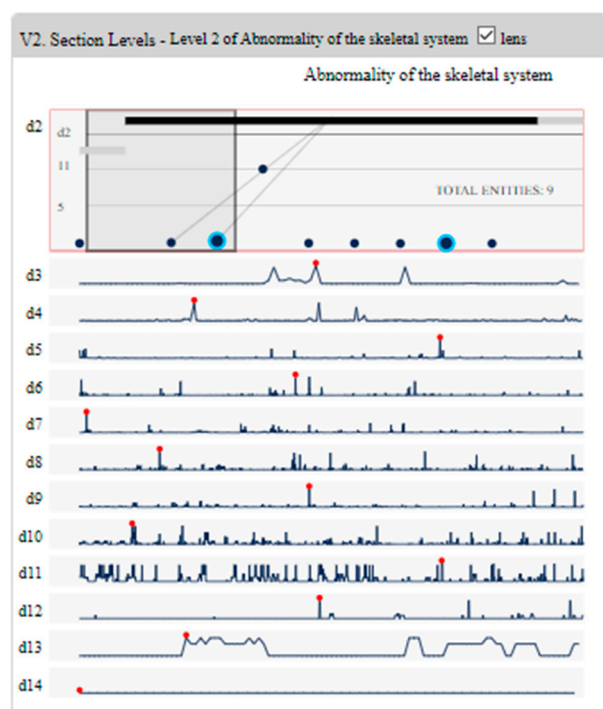 V2. Section Levels - Level 2 of Abnormality of the skeletal system lens
Abnormality of the skeletal system
d2
d2
11
TOTAL ENTITIES: 9
5
d3
d4
d5
d6
d7
d8
d9
d10
d11
d12
d13
d14